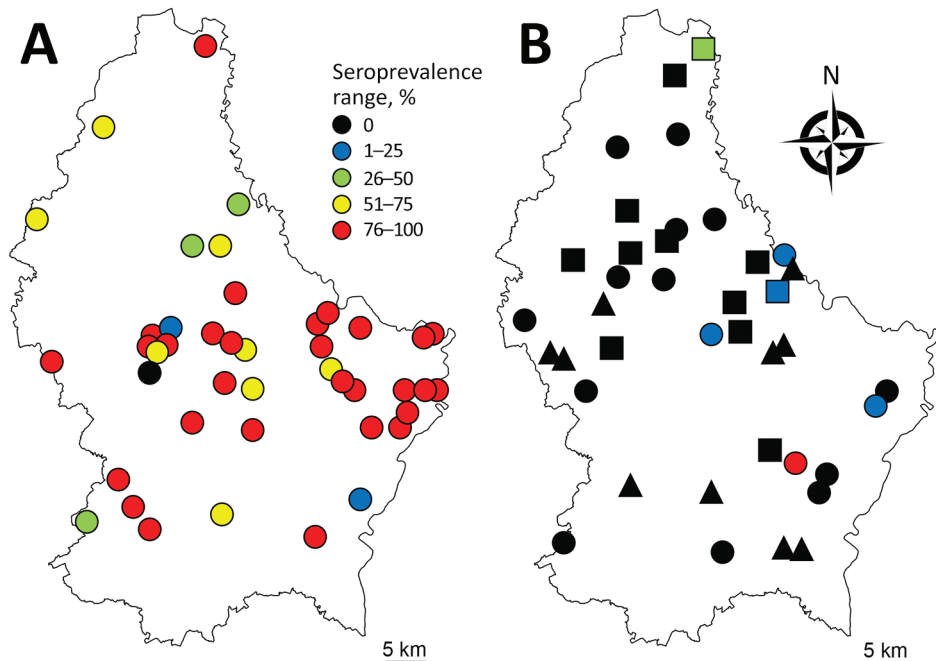 A
Seroprevalence
range, %
0
1–25
26–50
51–75
76–100
5 km
B
N
5 km